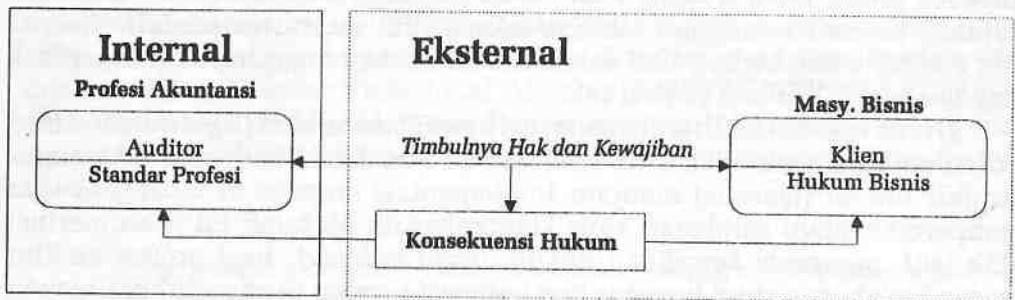 Internal
Profesi Akuntansi
Auditor
Standar Profesi
Eksternal
Timbulnya Hak dan Kewajiban
Konsekuensi Hukum
Masy. Bisnis
Klien
Hukum Bisnis